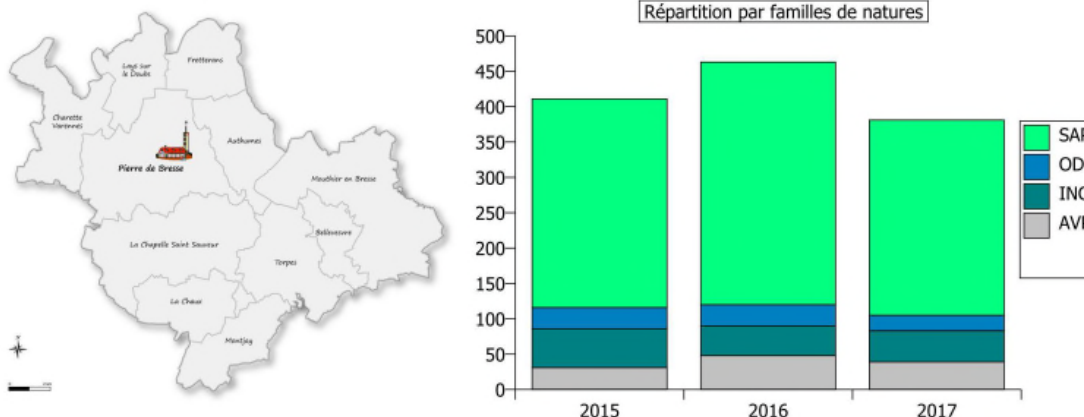 Répartition par familles de natures
Lays sur
le Doubs
Fretterans
Charette
Varennes
Authumes
Pierre de Bresse
Mouthier en Bresse
La Chapelle Saint Sauveur
Bellevesvre
Torpes
La Chaux
Montjay
500
450
400
350
300
250
200
150
100
50
0
2015
2016
2017
SAP
OD
INC
AVP